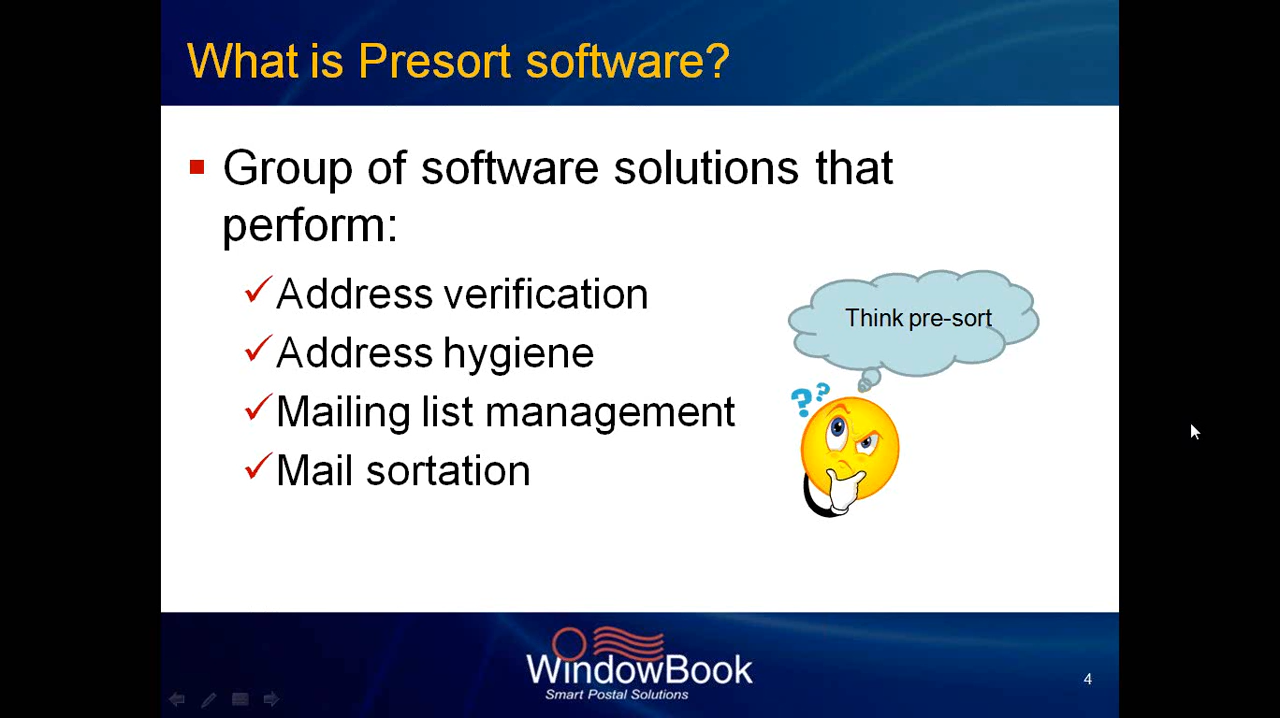 What is Presort software?
Group of software solutions that
perform:
Address verification
Address hygiene
Mailing list management
Mail sortation
Think pre-sort
? ?
WindowBook
Smart Postal Solutions
4